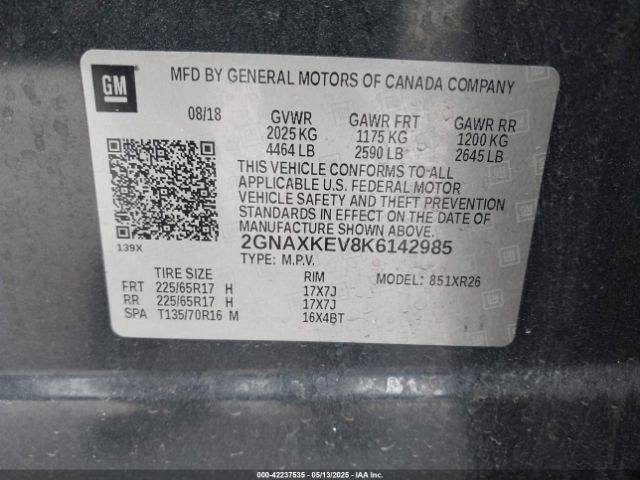 GM
MFD BY GENERAL MOTORS OF CANADA COMPANY
08/18 GVWR GAWR FRT GAWR RR
2025 KG 1175 KG 1200 KG
4464 LB 2590 LB 2645 LB
THIS VEHICLE CONFORMS TO ALL
APPLICABLE U.S. FEDERAL MOTOR
VEHICLE SAFETY AND THEFT PREVENTION
STANDARDS IN EFFECT ON THE DATE OF
MANUFACTURE SHOWN ABOVE.
2GNAXKEV8K6142985
139X
TYPE: M.P.V.
MODEL: 851XR26
TIRE SIZE RIM
FRT 225/65R17 H 17X7J
RR 225/65R17 H 17X7J
SPA T135/70R16 M 16X4BT
000-42237535 - 05/13/2025 - IAA Inc.